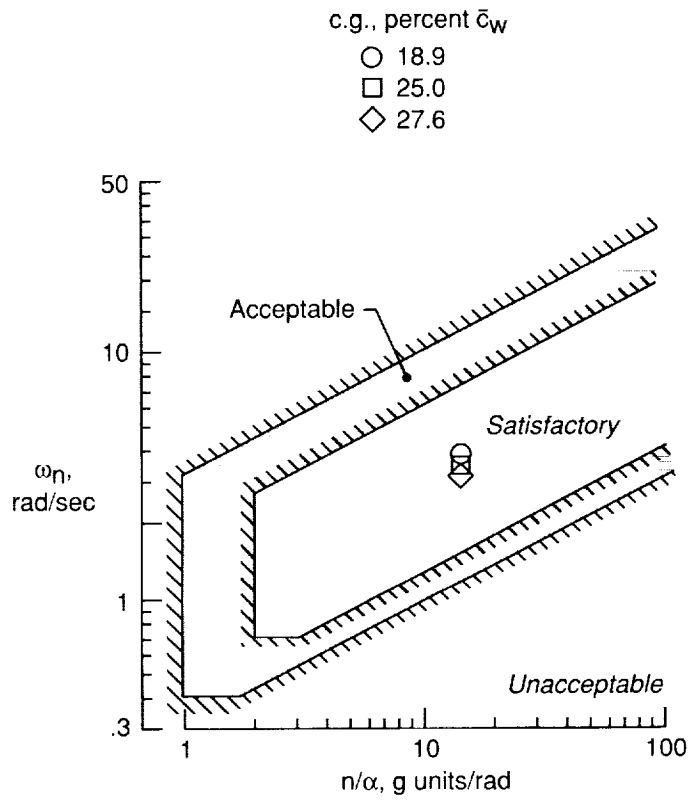 c.g., percent c̄w
18.9
25.0
27.6
50
Acceptable
10
Satisfactory
ωn,
rad/sec
1
Unacceptable
.3
1 10 100
n/α, g units/rad